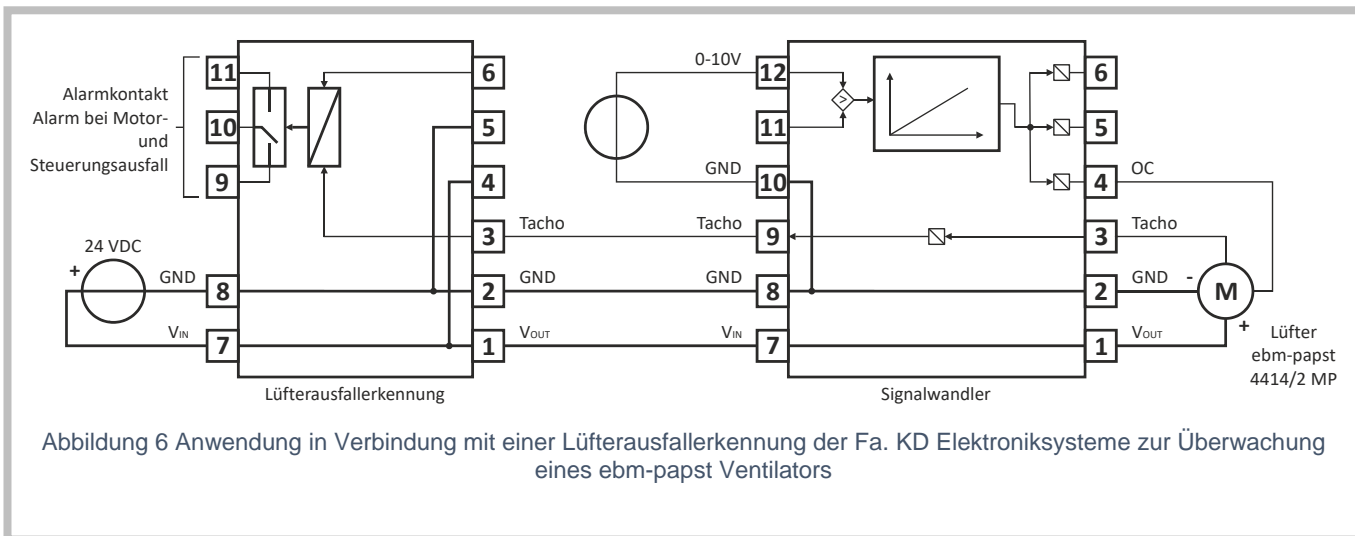 11
10
9
8
7
6
5
4
3
2
1
Alarmkontakt
Alarm bei Motor-
und
Steuerungsausfall
24 VDC
+
GND
VIN
Lüfterausfallerkennung
Tacho
GND
VOUT
Tacho
GND
VIN
0-10V
GND
12
11
10
9
8
7
>
6
5
4
3
2
1
Signalwandler
OC
Tacho
GND
VOUT
-
M
+
Lüfter
ebm-papst
4414/2 MP
Abbildung 6 Anwendung in Verbindung mit einer Lüfterausfallerkennung der Fa. KD Elektroniksysteme zur Überwachung
eines ebm-papst Ventilators